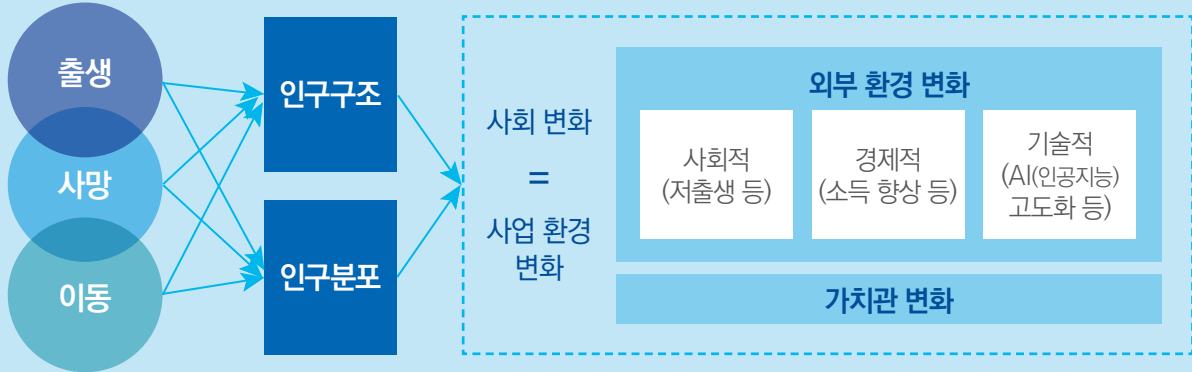 출생
사망
이동
인구구조
인구분포
사회 변화
=
사업 환경
변화
외부 환경 변화
사회적
(저출생 등)
경제적
(소득 향상 등)
기술적
(AI(인공지능)
고도화 등)
가치관 변화